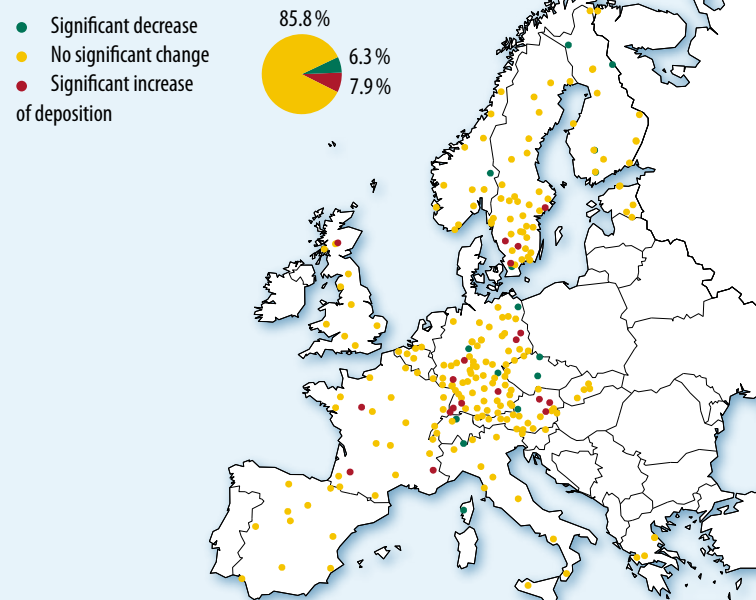 Significant decrease
No significant change
Significant increase
of deposition
85.8 %
6.3 %
7.9 %